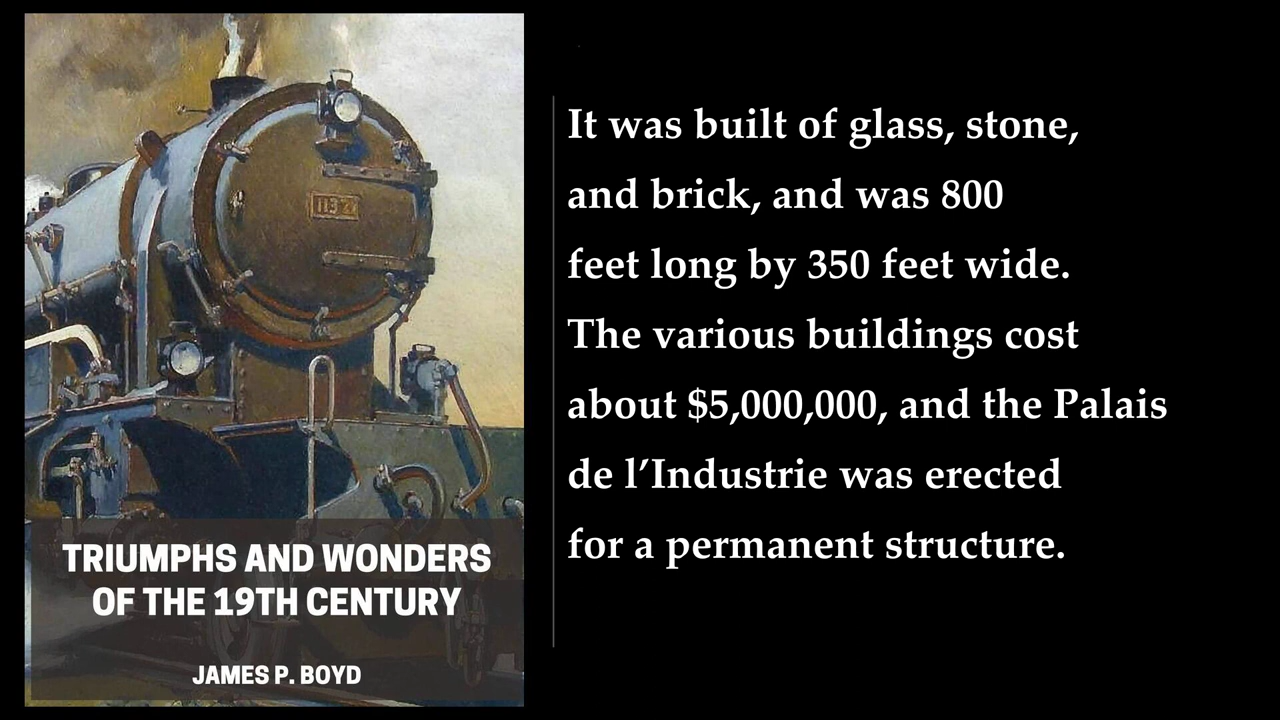 1132
TRIUMPHS AND WONDERS
OF THE 19TH CENTURY
JAMES P. BOYD
It was built of glass, stone,
and brick, and was 800
feet long by 350 feet wide.
The various buildings cost
about $5,000,000, and the Palais
de l’Industrie was erected
for a permanent structure.